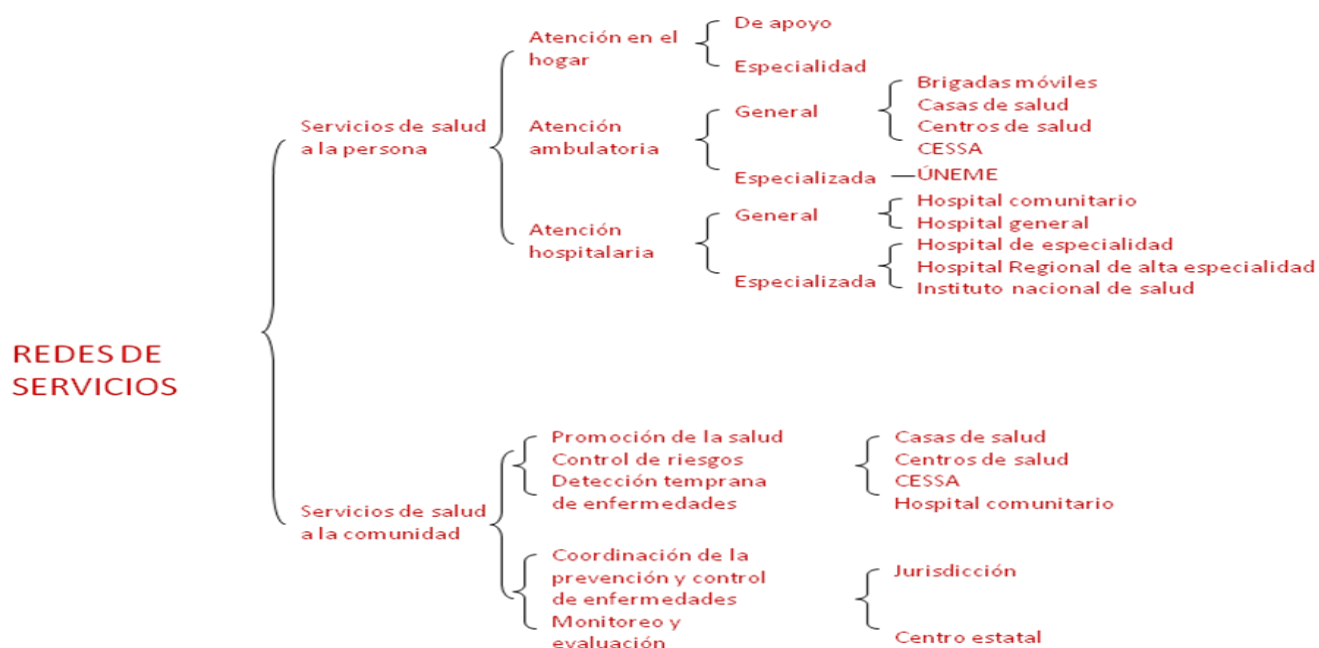 REDES DE
SERVICIOS
Servicios de salud
a la persona
Atención en el
hogar
De apoyo
Especialidad
Atención
ambulatoria
General
Brigadas móviles
Casas de salud
Centros de salud
CESSA
Especializada
ÚNEME
Atención
hospitalaria
General
Hospital comunitario
Hospital general
Especializada
Hospital de especialidad
Hospital Regional de alta especialidad
Instituto nacional de salud
Servicios de salud
a la comunidad
Promoción de la salud
Control de riesgos
Detección temprana
de enfermedades
Casas de salud
Centros de salud
CESSA
Hospital comunitario
Coordinación de la
prevención y control
de enfermedades
Monitoreo y
evaluación
Jurisdicción
Centro estatal